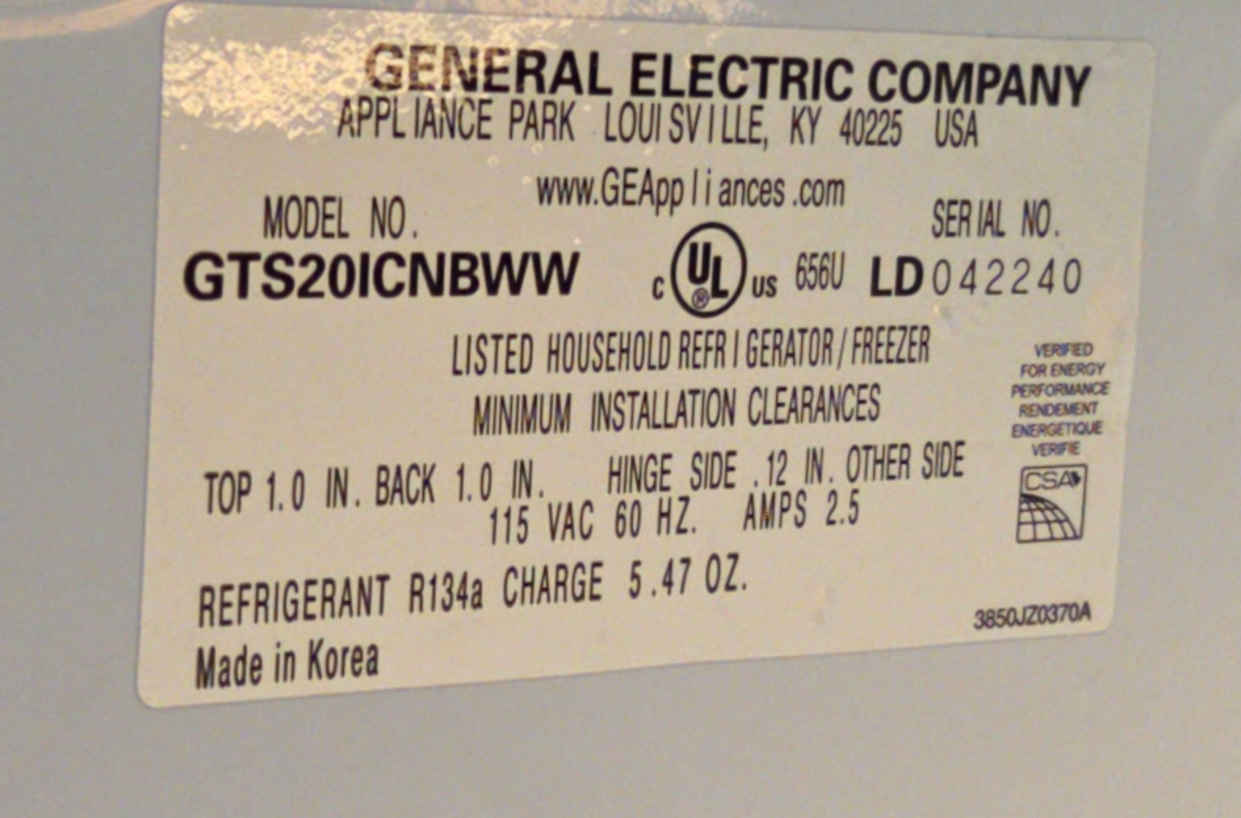 GENERAL ELECTRIC COMPANY
APPLIANCE PARK LOUISVILLE, KY 40225 USA
www.GEAppliances.com
MODEL NO.
SERIAL NO.
GTS20ICNBWW
C UL ® US 656U
LD042240
LISTED HOUSEHOLD REFRIGERATOR/FREEZER
MINIMUM INSTALLATION CLEARANCES
TOP 1.0 IN. BACK 1.0 IN. HINGE SIDE .12 IN. OTHER SIDE
115 VAC 60 HZ. AMPS 2.5
REFRIGERANT R134a CHARGE 5.47 OZ.
Made in Korea
VERIFIED
FOR ENERGY
PERFORMANCE
RENDEMENT
ENERGETIQUE
VERIFIE
CSA
3850JZ0370A